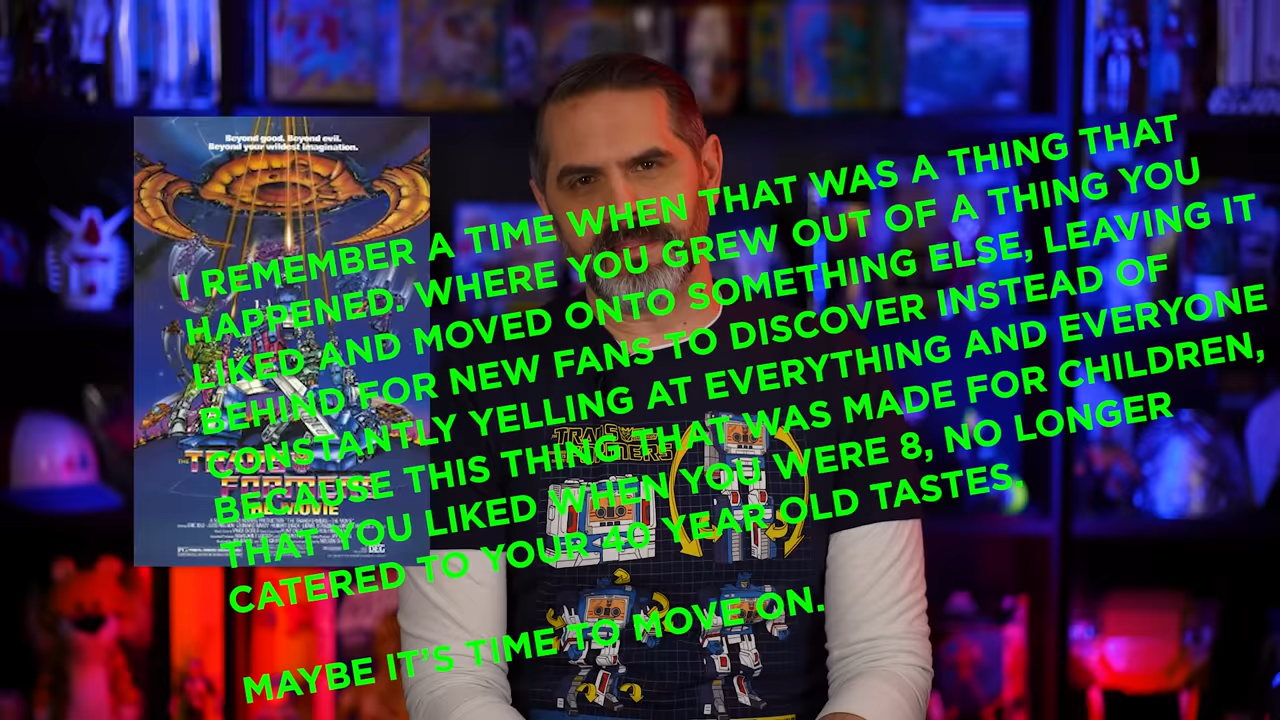 Beyond good. Beyond evil.
Beyond your wildest imagination.
I REMEMBER A TIME WHEN THAT WAS A THING THAT
HAPPENED. WHERE YOU GREW OUT OF A THING YOU
LIKED AND MOVED ONTO SOMETHING ELSE, LEAVING IT
BEHIND FOR NEW FANS TO DISCOVER INSTEAD OF
CONSTANTLY YELLING AT EVERYTHING AND EVERYONE
BECAUSE THIS THING THAT WAS MADE FOR CHILDREN,
THAT YOU LIKED WHEN YOU WERE 8, NO LONGER
CATERED TO YOUR 40 YEAR OLD TASTES.
MAYBE IT'S TIME TO MOVE ON.